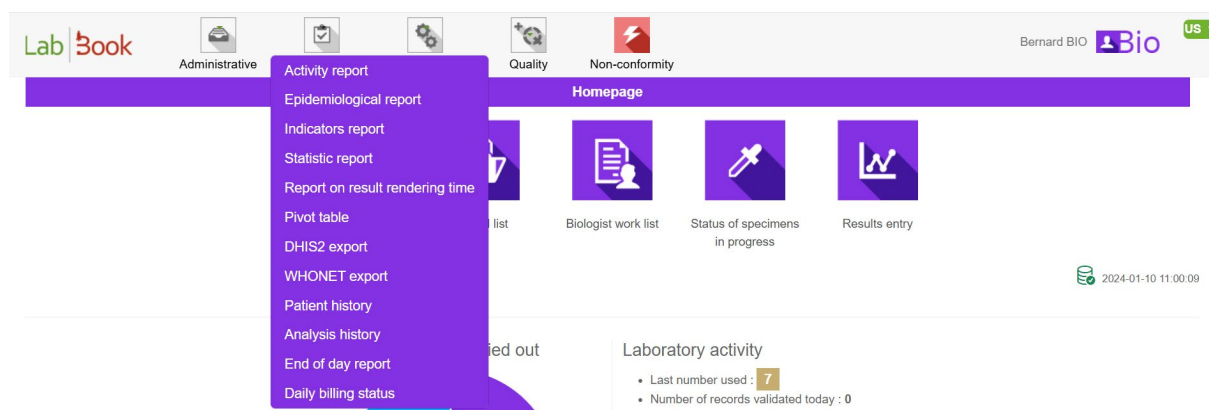 Lab Book
Administrative
Quality
Non-conformity
Bernard BIO
Bio
US
Homepage
Activity report
Epidemiological report
Indicators report
Statistic report
Report on result rendering time
Pivot table
DHIS2 export
WHONET export
Patient history
Analysis history
End of day report
Daily billing status
list
Biologist work list
Status of specimens
in progress
Results entry
2024-01-10 11:00:09
ied out
Laboratory activity
• Last number used : 7
• Number of records validated today : 0